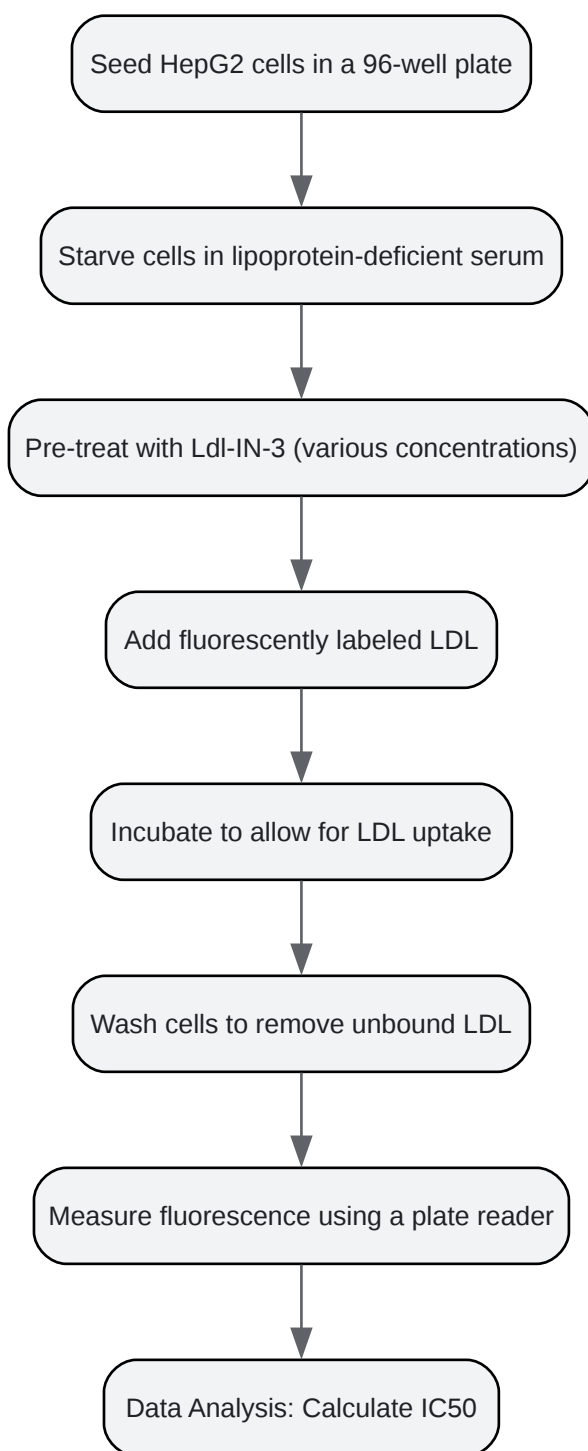 Seed HepG2 cells in a 96-well plate
Starve cells in lipoprotein-deficient serum
Pre-treat with Ldl-IN-3 (various concentrations)
Add fluorescently labeled LDL
Incubate to allow for LDL uptake
Wash cells to remove unbound LDL
Measure fluorescence using a plate reader
Data Analysis: Calculate IC50